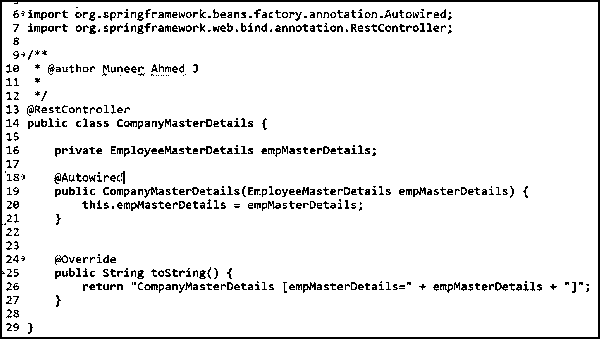 6 import org.springframework.beans.factory.annotation.Autowired;
7 import org.springframework.web.bind.annotation.RestController;
8
9 /**
10 * @author Muneer Ahmed J
11 *
12 */
13 @RestController
14 public class CompanyMasterDetails {
15
16 private EmployeeMasterDetails empMasterDetails;
17
18 @Autowired
19 public CompanyMasterDetails(EmployeeMasterDetails empMasterDetails) {
20 this.empMasterDetails = empMasterDetails;
21 }
22
23
24 @Override
25 public String toString() {
26 return "CompanyMasterDetails [empMasterDetails=" + empMasterDetails + "]";
27 }
28
29 }